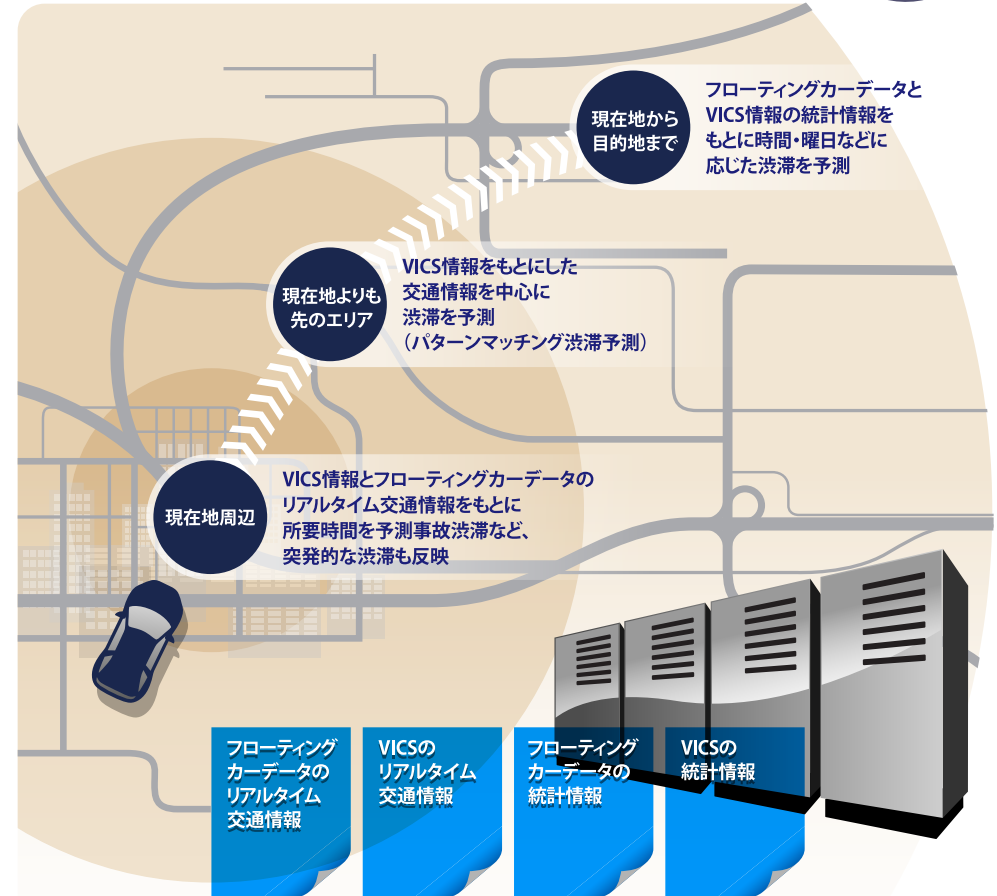 現在地から
目的地まで
フローティングカーデータと
VICS情報の統計情報を
もとに時間・曜日などに
応じた渋滞を予測
現在地よりも
先のエリア
VICS情報をもとにした
交通情報を中心に
渋滞を予測
（パターンマッチング渋滞予測）
現在地周辺
VICS情報とフローティングカーデータの
リアルタイム交通情報をもとに
所要時間を予測事故渋滞など、
突発的な渋滞も反映
フローティング
カーデータの
リアルタイム
交通情報
VICSの
リアルタイム
交通情報
フローティング
カーデータの
統計情報
VICSの
統計情報